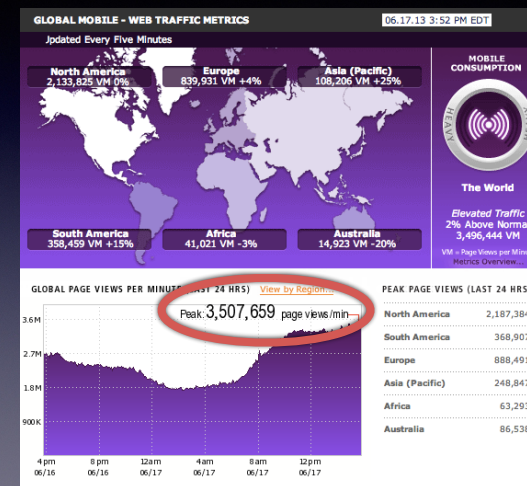 GLOBAL MOBILE - WEB TRAFFIC METRICS
06.17.13 3:52 PM EDT
Jpdated Every Five Minutes
North America
2,133,825 VM 0%
Europe
839,931 VM +4%
Asia (Pacific)
108,206 VM +25%
South America
358,459 VM +15%
Africa
41,021 VM -3%
Australia
14,923 VM -20%
MOBILE
CONSUMPTION
HEAVY
The World
Elevated Traffic
2% Above Norma
3,496,444 VM
VM = Page Views per Minu
Metrics Overview...
GLOBAL PAGE VIEWS PER MINUTE (LAST 24 HRS)
View by Region...
Peak: 3,507,659 page views/min
3.6M
2.7M
1.8M
900K
4pm 8pm 12am 4am 8am 12pm
06/16 06/16 06/17 06/17 06/17 06/17
PEAK PAGE VIEWS (LAST 24 HRS
North America 2,187,384
South America 368,907
Europe 888,491
Asia (Pacific) 248,847
Africa 63,293
Australia 86,538